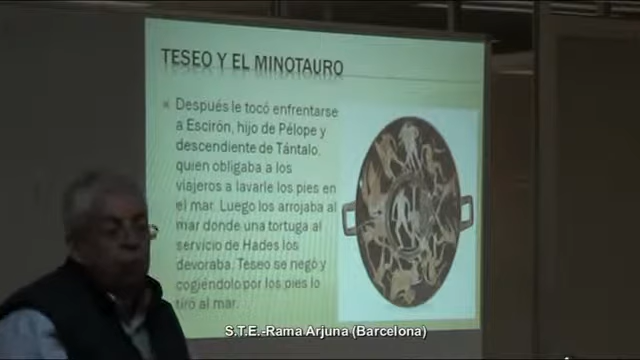 TESEO Y EL MINOTAURO
Después le tocó enfrentarse
a Escirón, hijo de Pélope y
descendiente de Tántalo,
quien obligaba a los
viajeros a lavarle los pies en
el mar. Luego los arrojaba al
mar donde una tortuga al
servicio de Hades los
devoraba. Teseo se negó y
cogiéndolo por los pies lo
tiró al mar.
S.T.E.-Rama Arjuna (Barcelona)